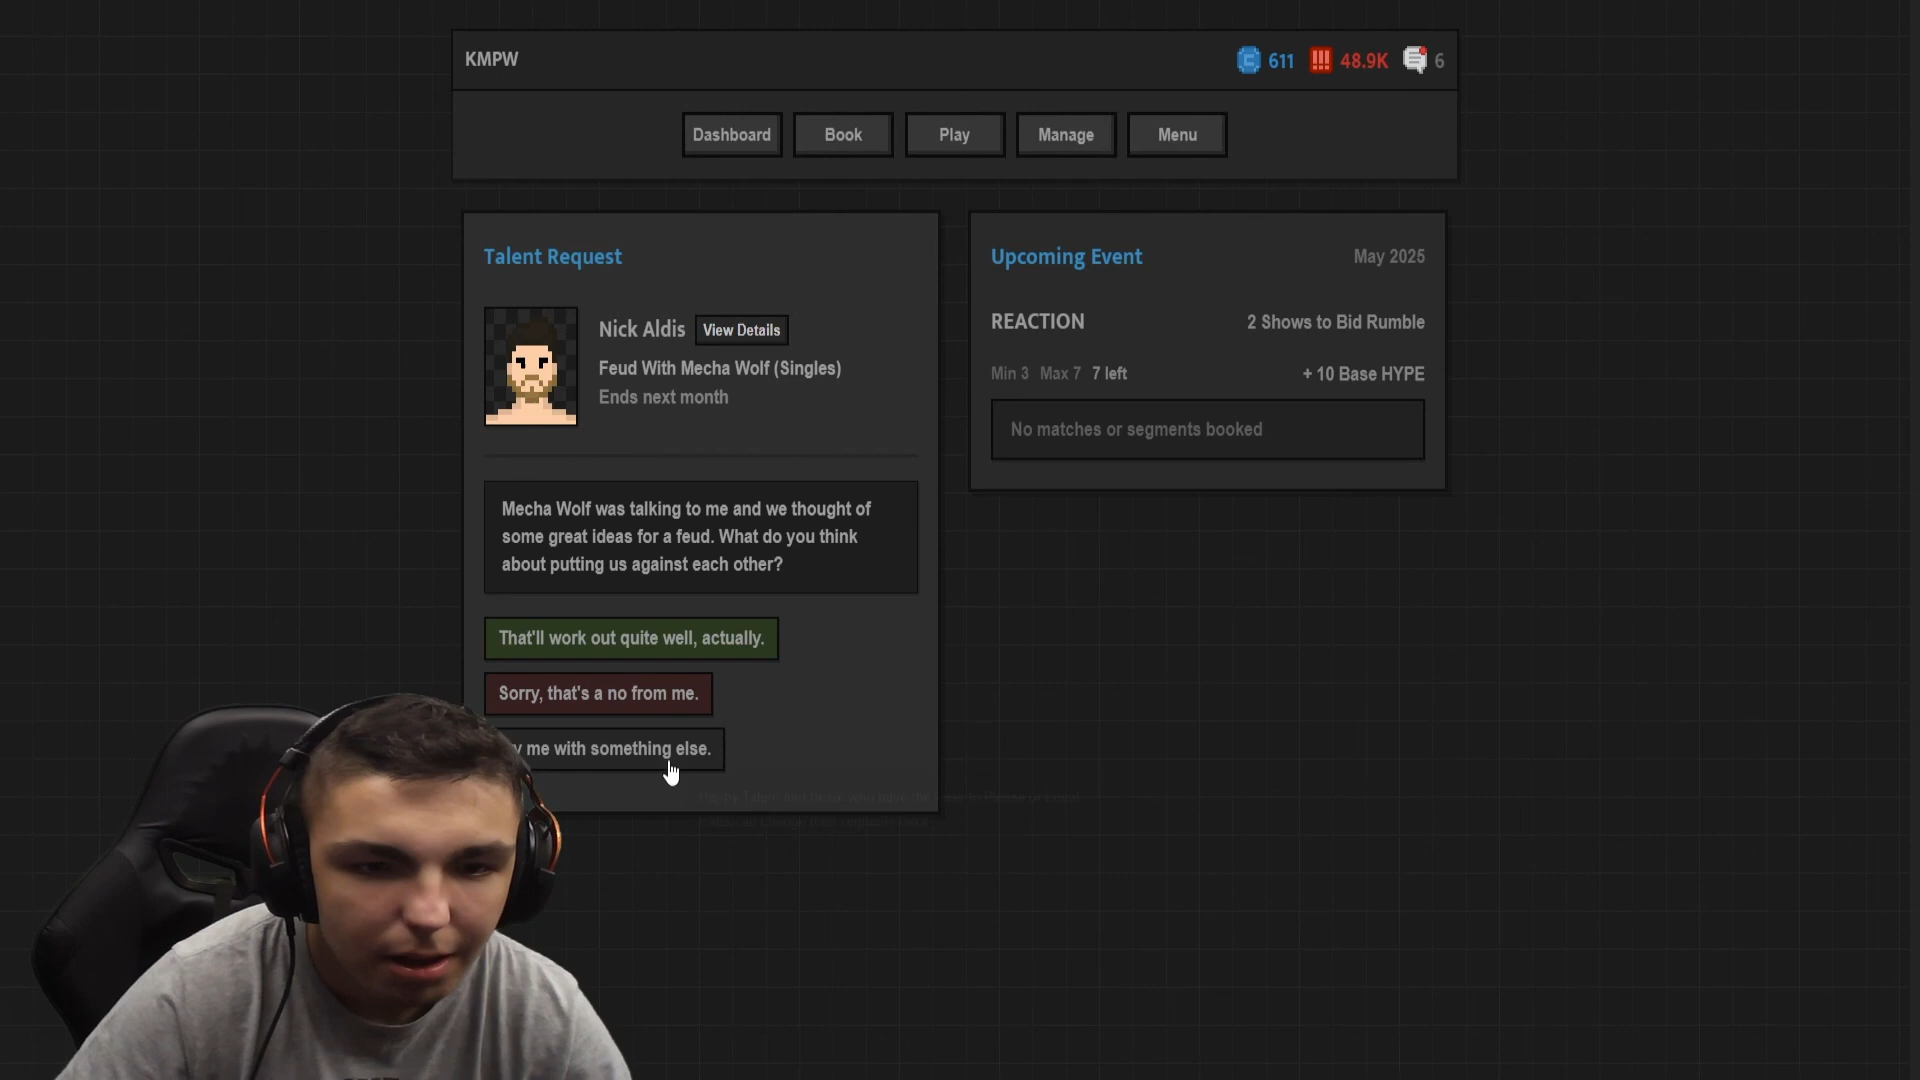 KMPW
611
48.9K
6
Dashboard
Book
Play
Manage
Menu
Talent Request
Nick Aldis
View Details
Feud With Mecha Wolf (Singles)
Ends next month
Mecha Wolf was talking to me and we thought of
some great ideas for a feud. What do you think
about putting us against each other?
That'll work out quite well, actually.
Sorry, that's a no from me.
me with something else.
Upcoming Event
May 2025
REACTION
2 Shows to Bid Rumble
Min 3 Max 7 7 left
+ 10 Base HYPE
No matches or segments booked